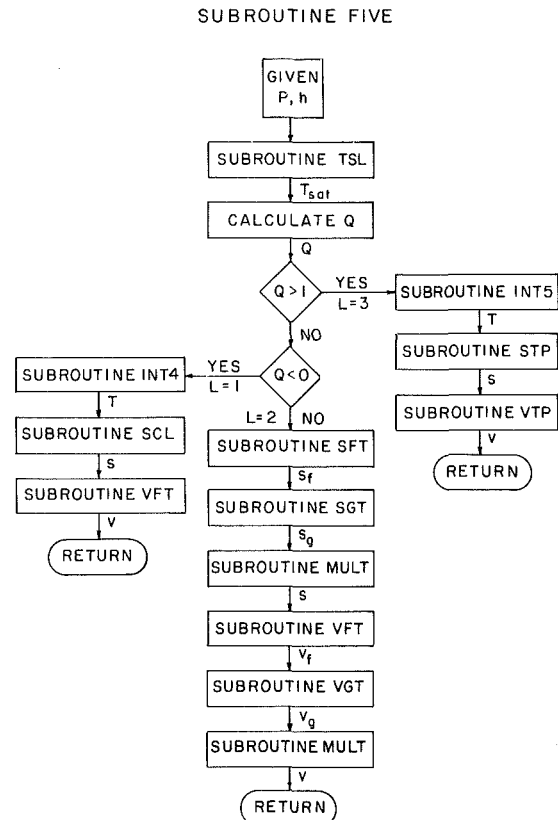 SUBROUTINE FIVE
GIVEN
P, h
SUBROUTINE TSL
Tsat
CALCULATE Q
Q
Q>1
YES
L=3
SUBROUTINE INT5
T
SUBROUTINE STP
S
SUBROUTINE VTP
V
RETURN
NO
Q<0
YES
L=1
SUBROUTINE INT4
T
SUBROUTINE SCL
S
SUBROUTINE VFT
V
RETURN
L=2
NO
SUBROUTINE SFT
Sf
SUBROUTINE SGT
Sg
SUBROUTINE MULT
S
SUBROUTINE VFT
Vf
SUBROUTINE VGT
Vg
SUBROUTINE MULT
V
RETURN